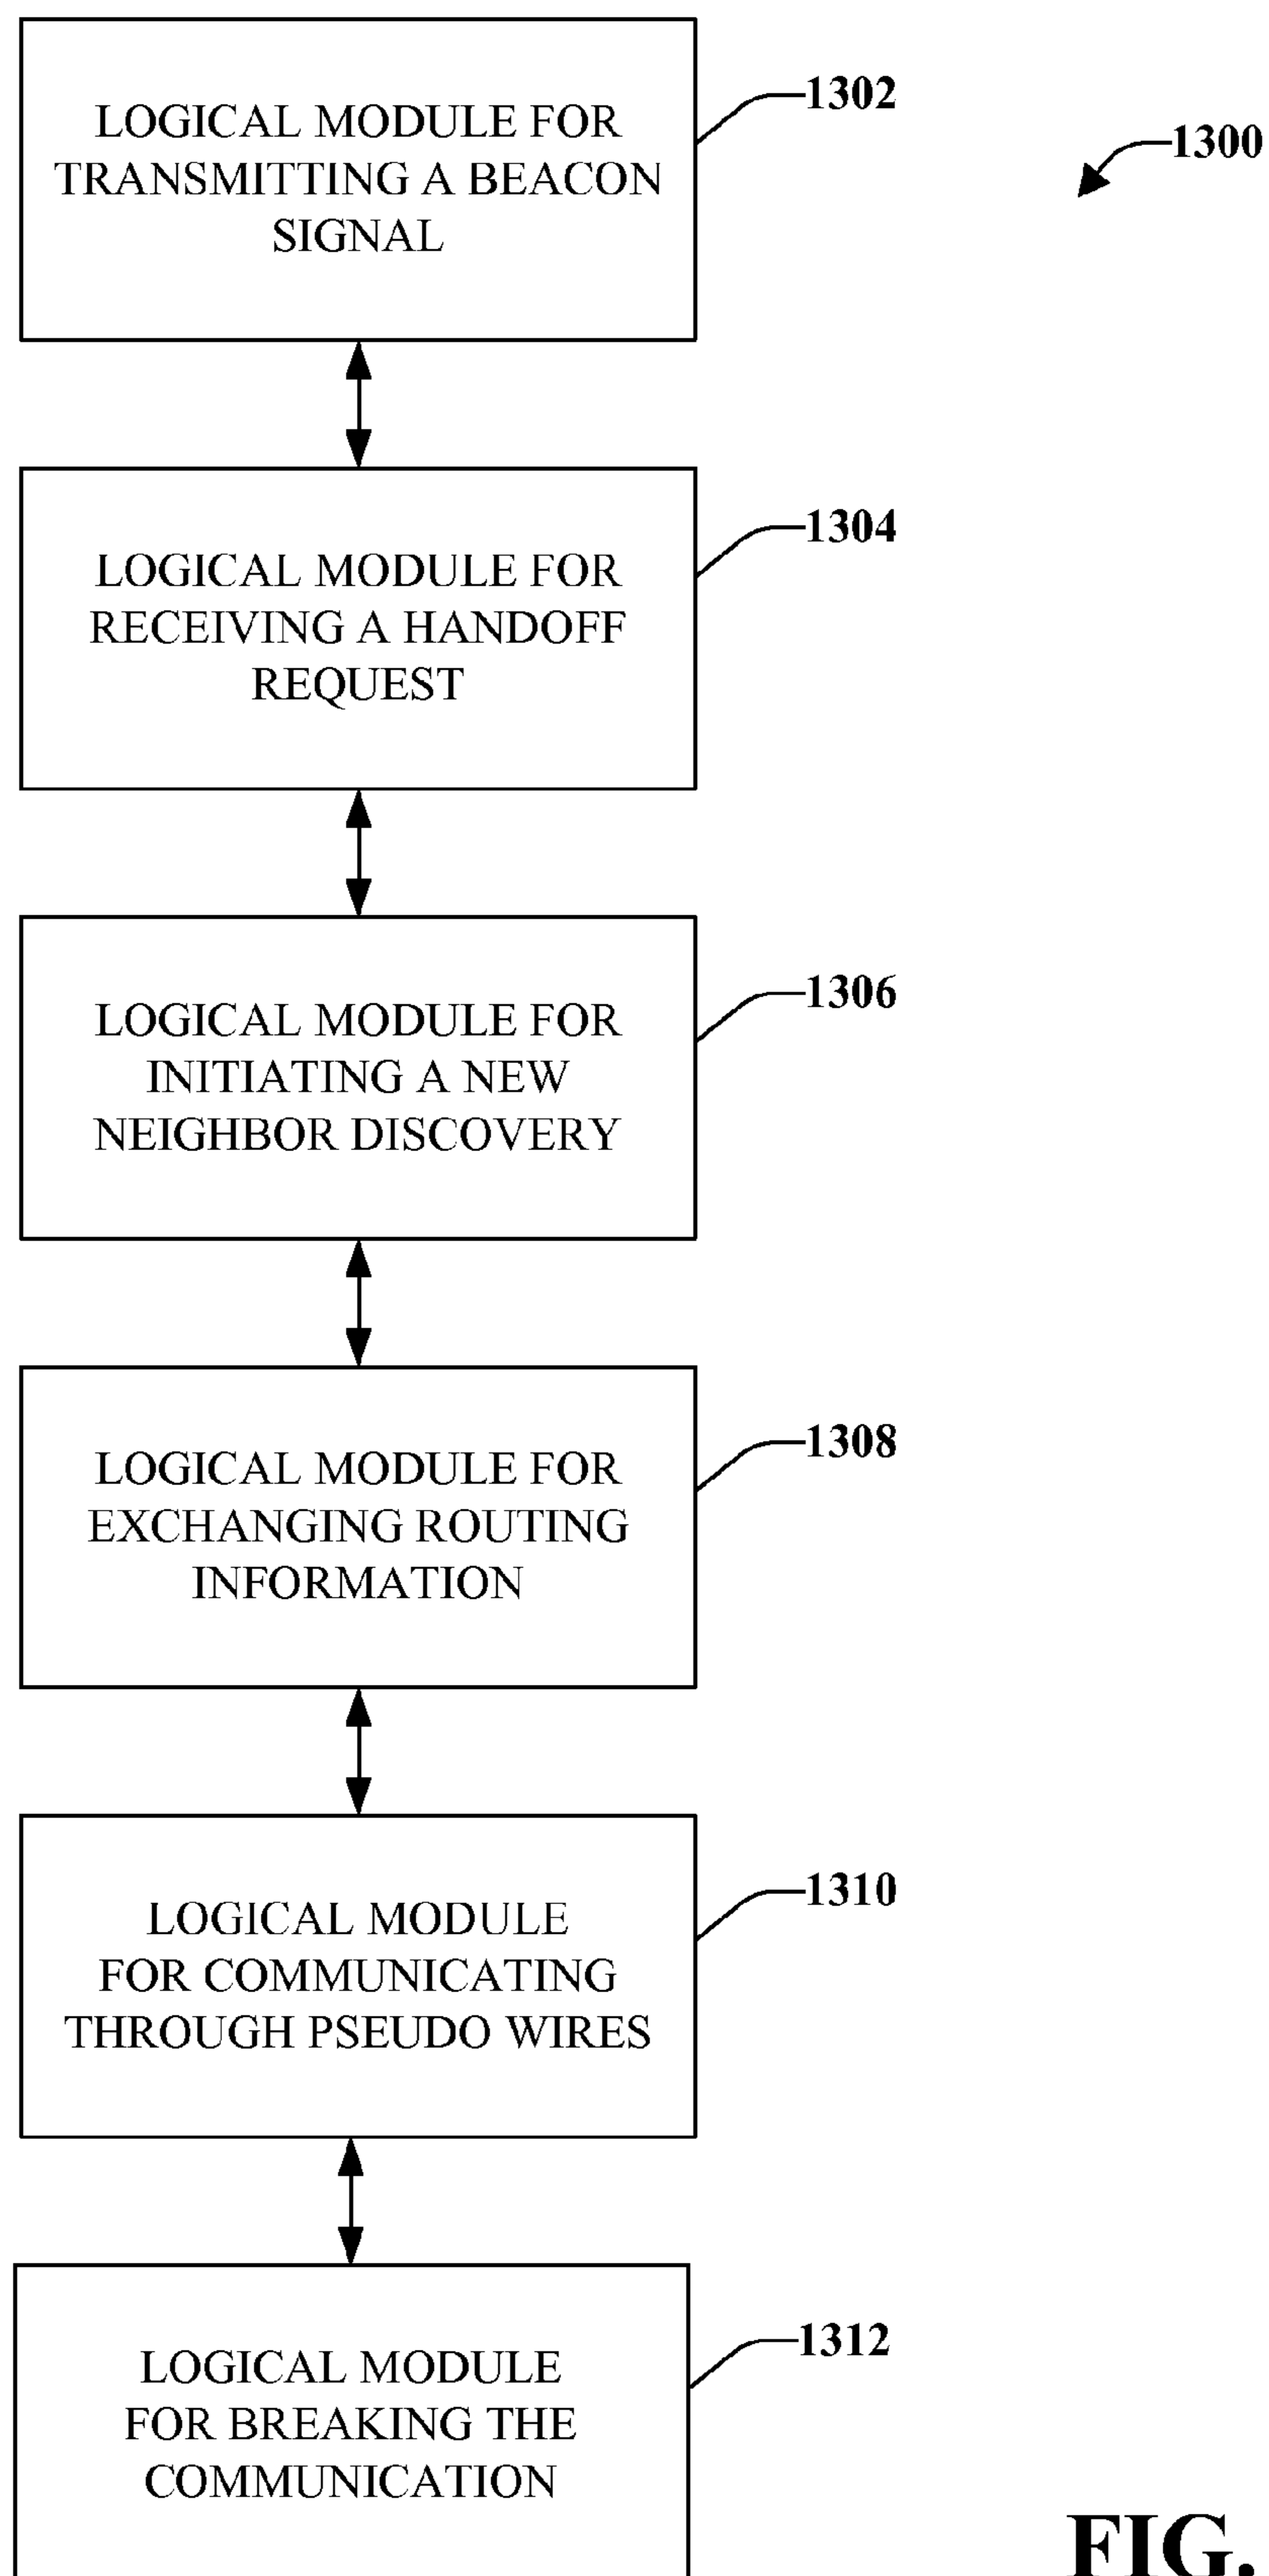 LOGICAL MODULE FOR
TRANSMITTING A BEACON
SIGNAL
1302
1300
LOGICAL MODULE FOR
RECEIVING A HANDOFF
REQUEST
1304
LOGICAL MODULE FOR
INITIATING A NEW
NEIGHBOR DISCOVERY
1306
LOGICAL MODULE FOR
EXCHANGING ROUTING
INFORMATION
1308
LOGICAL MODULE
FOR COMMUNICATING
THROUGH PSEUDO WIRES
1310
LOGICAL MODULE
FOR BREAKING THE
COMMUNICATION
1312
FIG.